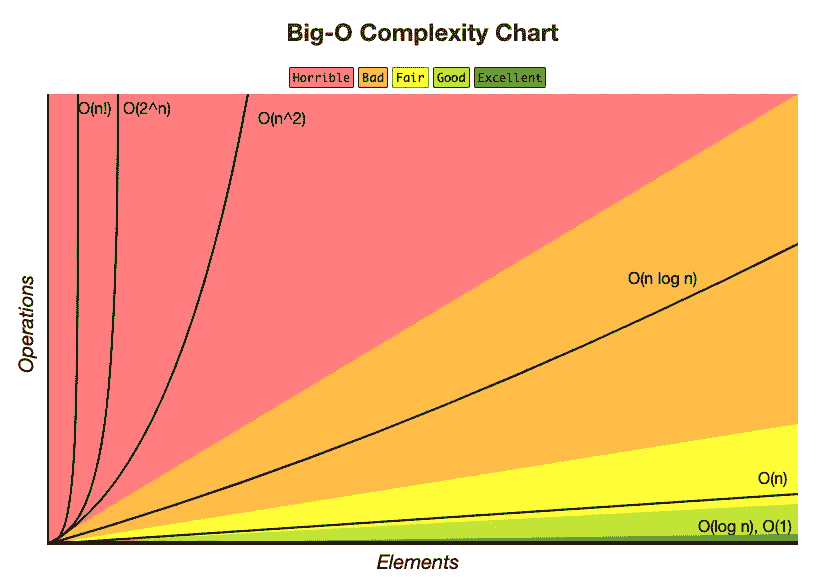 Big-O Complexity Chart
Horrible Bad Fair Good Excellent
O(n!) O(2^n)
O(n^2)
O(n log n)
O(n)
O(log n), O(1)
Operations
Elements